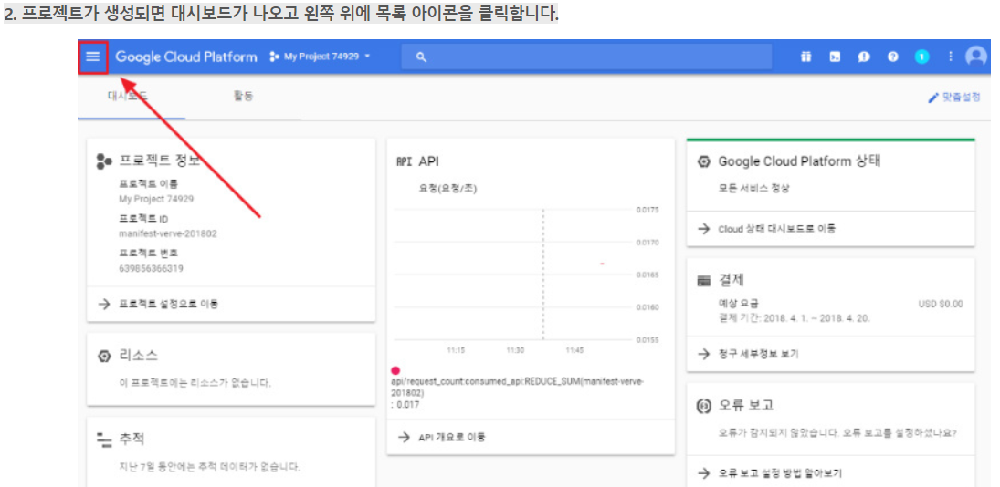 2. 프로젝트가 생성되면 대시보드가 나오고 왼쪽 위에 목록 아이콘을 클릭합니다.
Google Cloud Platform
My Project 74929
1
대시보드
활동
맞춤설정
프로젝트 정보
프로젝트 이름
My Project 74929
프로젝트 ID
manifest-verve-201802
프로젝트 번호
639856366319
프로젝트 설정으로 이동
리소스
이 프로젝트에는 리소스가 없습니다.
추적
지난 7일 동안에는 추적 데이터가 없습니다.
API API
요청(요청/초)
0.0175
0.0170
0.0165
0.0160
0.0155
11:15 11:30 11:45
api/request_count:consumed_api:REDUCE_SUM(manifest-verve-
201802)
: 0.017
API 개요로 이동
Google Cloud Platform 상태
모든 서비스 정상
Cloud 상태 대시보드로 이동
결제
예상 요금 USD $0.00
결제 기간: 2018. 4. 1. – 2018. 4. 20.
청구 세부정보 보기
오류 보고
오류가 감지되지 않았습니다. 오류 보고를 설정하셨나요?
오류 보고 설정 방법 알아보기